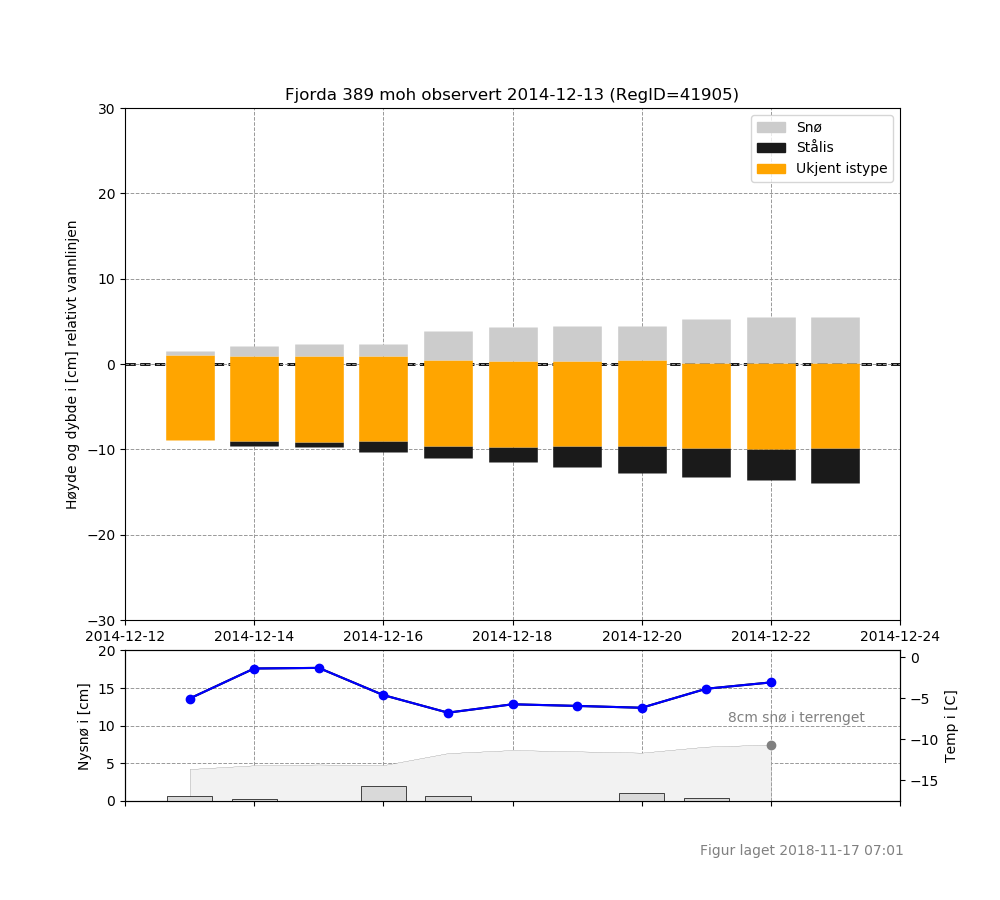 Fjorda 389 moh observert 2014-12-13 (RegID=41905)
Høyde og dybde i [cm] relativt vannlinjen
30
20
10
0
−10
−20
−30
Snø
Stålis
Ukjent istype
2014-12-12 2014-12-14 2014-12-16 2014-12-18 2014-12-20 2014-12-22 2014-12-24
Nysnø i [cm]
20
15
10
5
0
8cm snø i terrenget
0
−5
−10
−15
Temp i [C]
Figur laget 2018-11-17 07:01